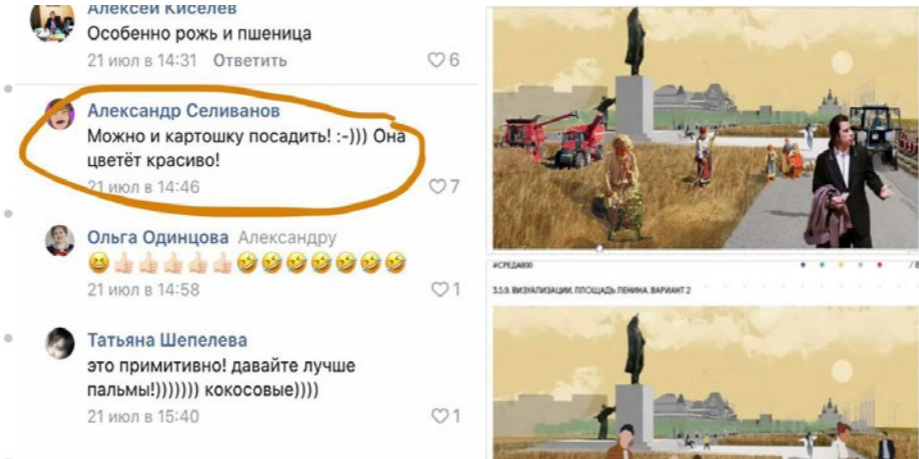 Алексей Киселев
Особенно рожь и пшеница
21 июл в 14:31 Ответить
6
Александр Селиванов
Можно и картошку посадить! :-))) Она
цветёт красиво!
21 июл в 14:46
7
Ольга Одинцова Александру
😆👍🏻👍🏻👍🏻👍🏻👍🏻🤣🤣🤣🤣🤣🤣🤣
21 июл в 14:58
1
Татьяна Шепелева
это примитивно! давайте лучше
пальмы!))))))) кокосовые))))
21 июл в 15:40
1
#СРЕДА800
3.5.9. ВИЗУАЛИЗАЦИИ. ПЛОЩАДЬ ЛЕНИНА. ВАРИАНТ 2